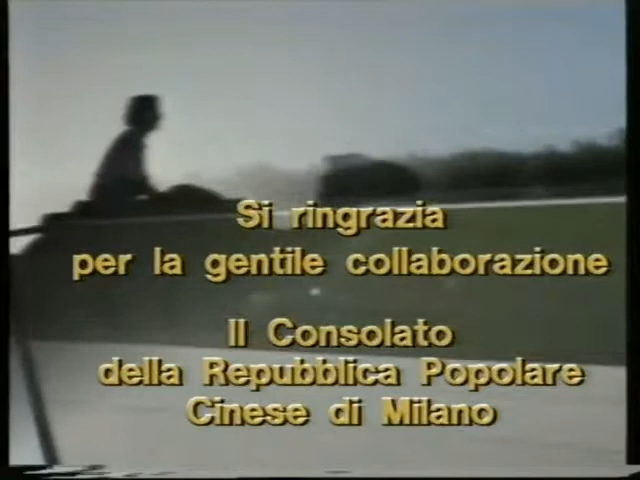 Si ringrazia
per la gentile collaborazione
Il Consolato
della Repubblica Popolare
Cinese di Milano